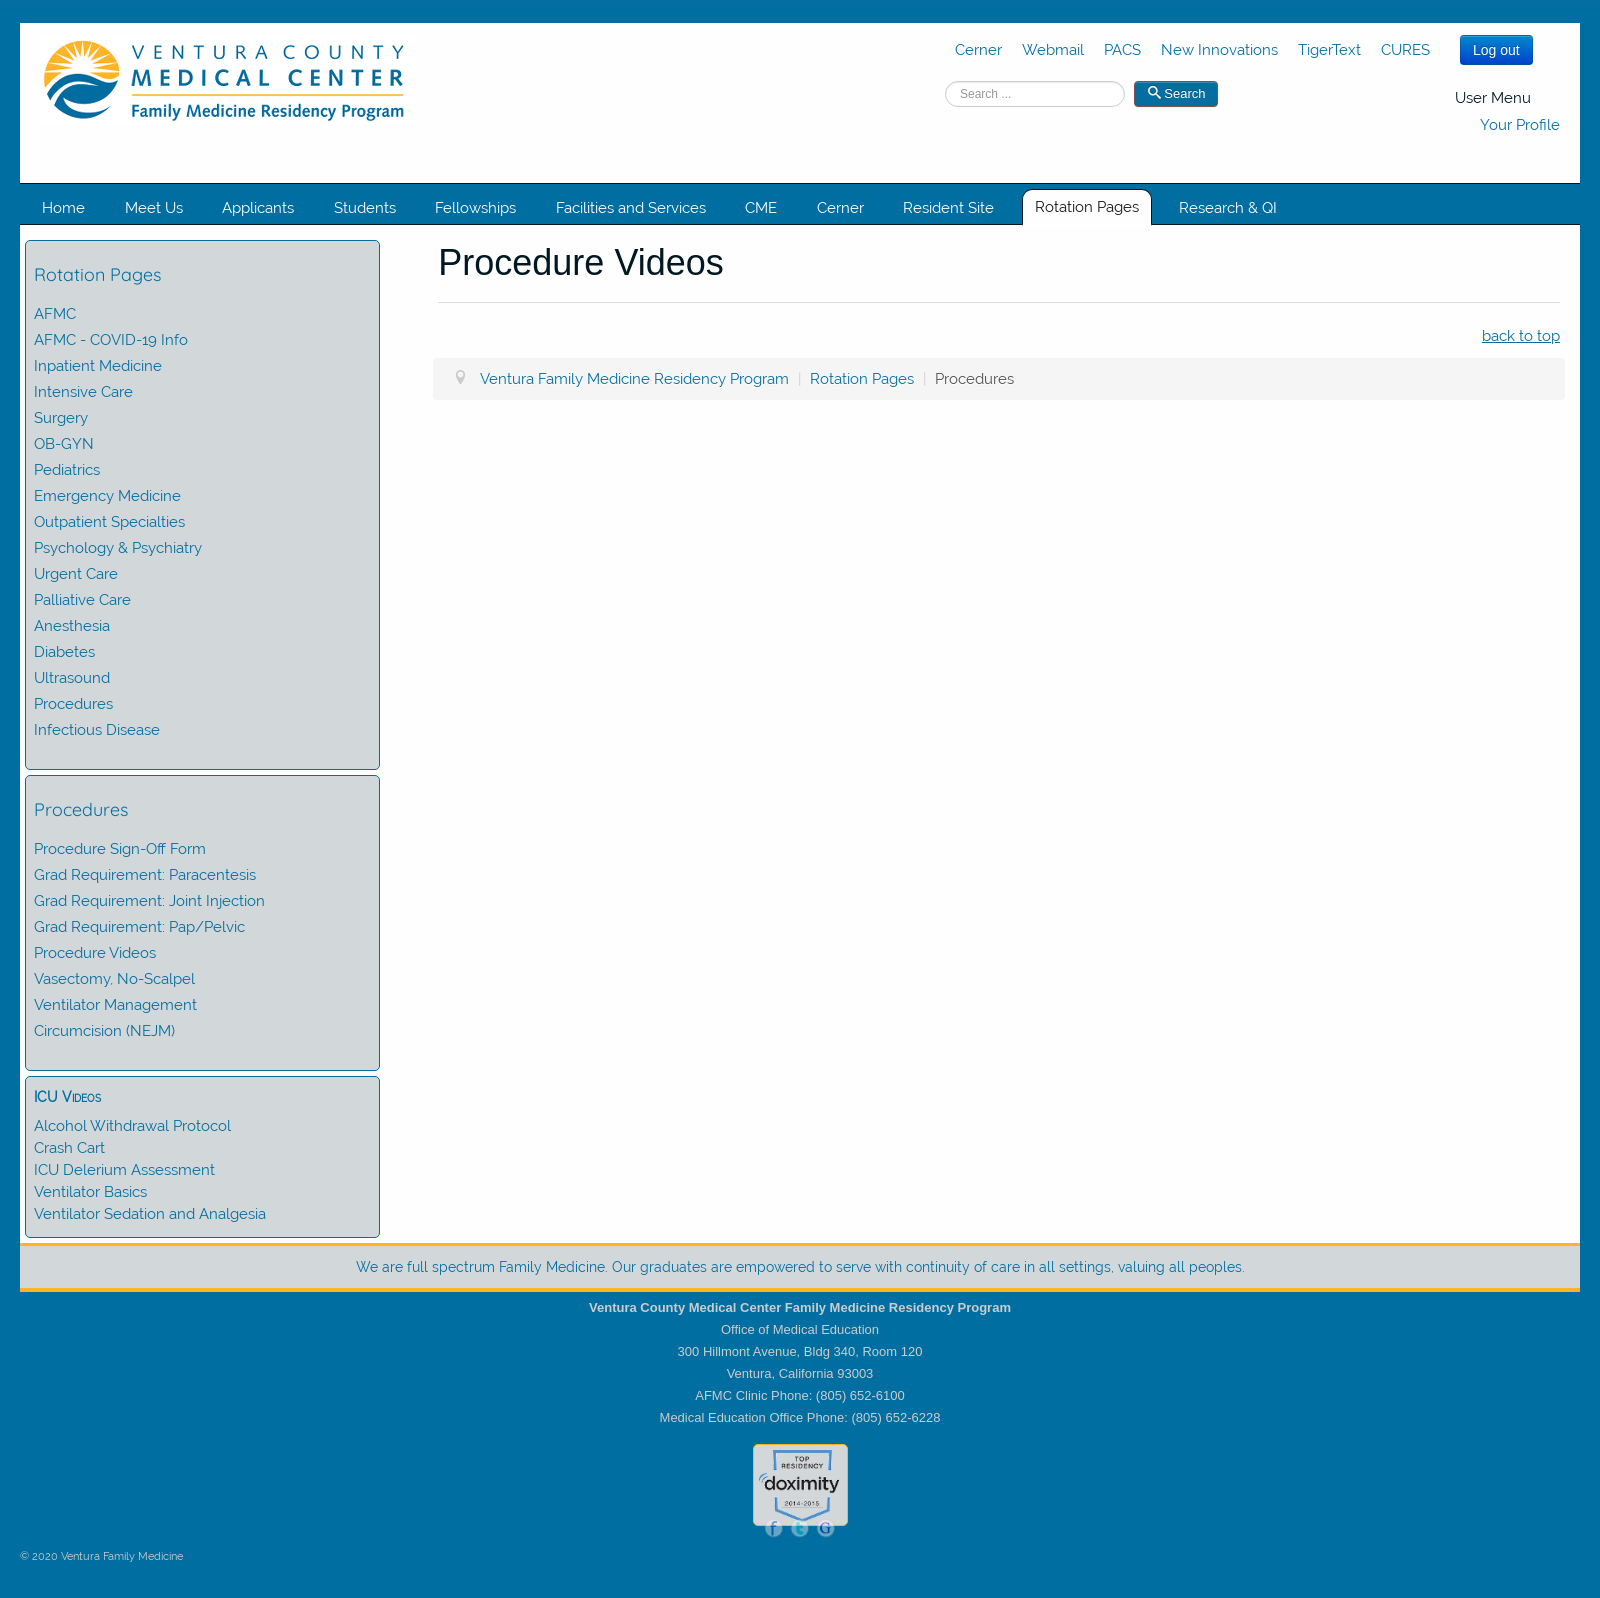 VENTURA COUNTY
MEDICAL CENTER
Family Medicine Residency Program
Cerner Webmail PACS New Innovations TigerText CURES Log out
Search ... Search
User Menu
Your Profile
Home Meet Us Applicants Students Fellowships Facilities and Services CME Cerner Resident Site Rotation Pages Research & QI
Rotation Pages
AFMC
AFMC - COVID-19 Info
Inpatient Medicine
Intensive Care
Surgery
OB-GYN
Pediatrics
Emergency Medicine
Outpatient Specialties
Psychology & Psychiatry
Urgent Care
Palliative Care
Anesthesia
Diabetes
Ultrasound
Procedures
Infectious Disease
Procedures
Procedure Sign-Off Form
Grad Requirement: Paracentesis
Grad Requirement: Joint Injection
Grad Requirement: Pap/Pelvic
Procedure Videos
Vasectomy, No-Scalpel
Ventilator Management
Circumcision (NEJM)
ICU Videos
Alcohol Withdrawal Protocol
Crash Cart
ICU Delerium Assessment
Ventilator Basics
Ventilator Sedation and Analgesia
Procedure Videos
back to top
Ventura Family Medicine Residency Program | Rotation Pages | Procedures
We are full spectrum Family Medicine. Our graduates are empowered to serve with continuity of care in all settings, valuing all peoples.
Ventura County Medical Center Family Medicine Residency Program
Office of Medical Education
300 Hillmont Avenue, Bldg 340, Room 120
Ventura, California 93003
AFMC Clinic Phone: (805) 652-6100
Medical Education Office Phone: (805) 652-6228
TOP
RESIDENCY
doximity
2014-2015
f t G
© 2020 Ventura Family Medicine